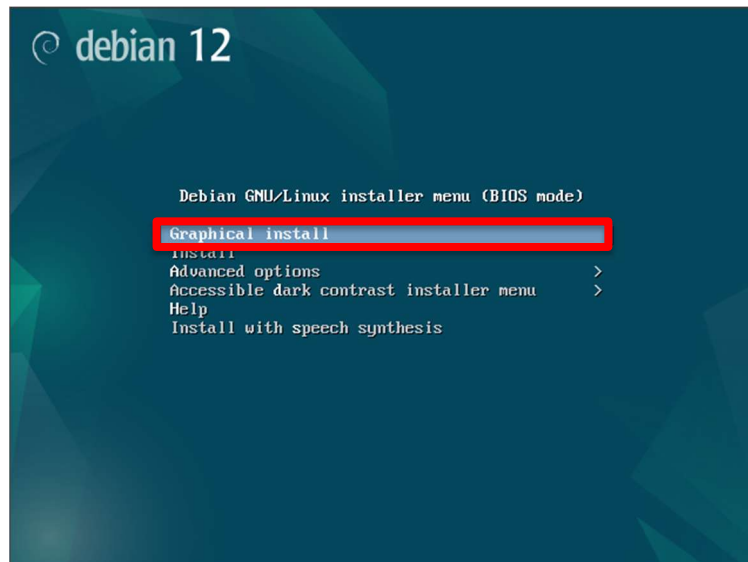 debian 12
Debian GNU/Linux installer menu (BIOS mode)
Graphical install
Install
Advanced options >
Accessible dark contrast installer menu >
Help
Install with speech synthesis